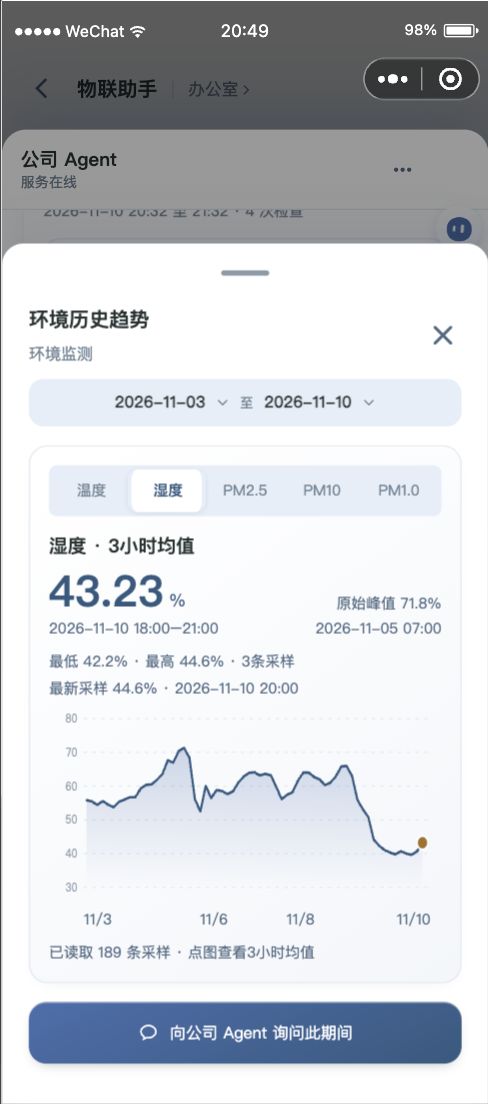 ●●●●● WeChat 20:49 98%
物联助手 办公室 >
公司 Agent
服务在线
2026-11-10 20:32 至 21:32 · 4 次检查
环境历史趋势
环境监测
2026-11-03 至 2026-11-10
温度 湿度 PM2.5 PM10 PM1.0
湿度 · 3小时均值
43.23 %
原始峰值 71.8%
2026-11-10 18:00—21:00
2026-11-05 07:00
最低 42.2% · 最高 44.6% · 3条采样
最新采样 44.6% · 2026-11-10 20:00
80
70
60
50
40
30
11/3 11/6 11/8 11/10
已读取 189 条采样 · 点图查看3小时均值
向公司 Agent 询问此期间